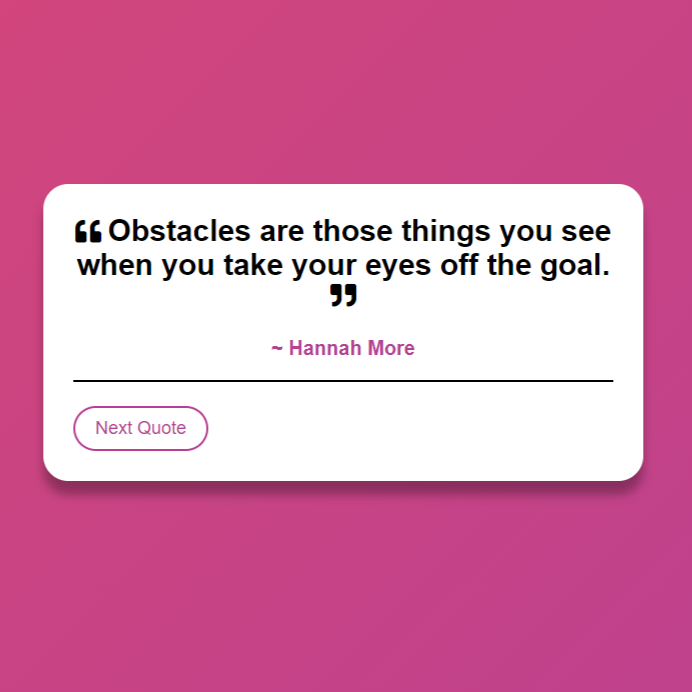 ❝ Obstacles are those things you see
when you take your eyes off the goal.
❞
~ Hannah More
Next Quote